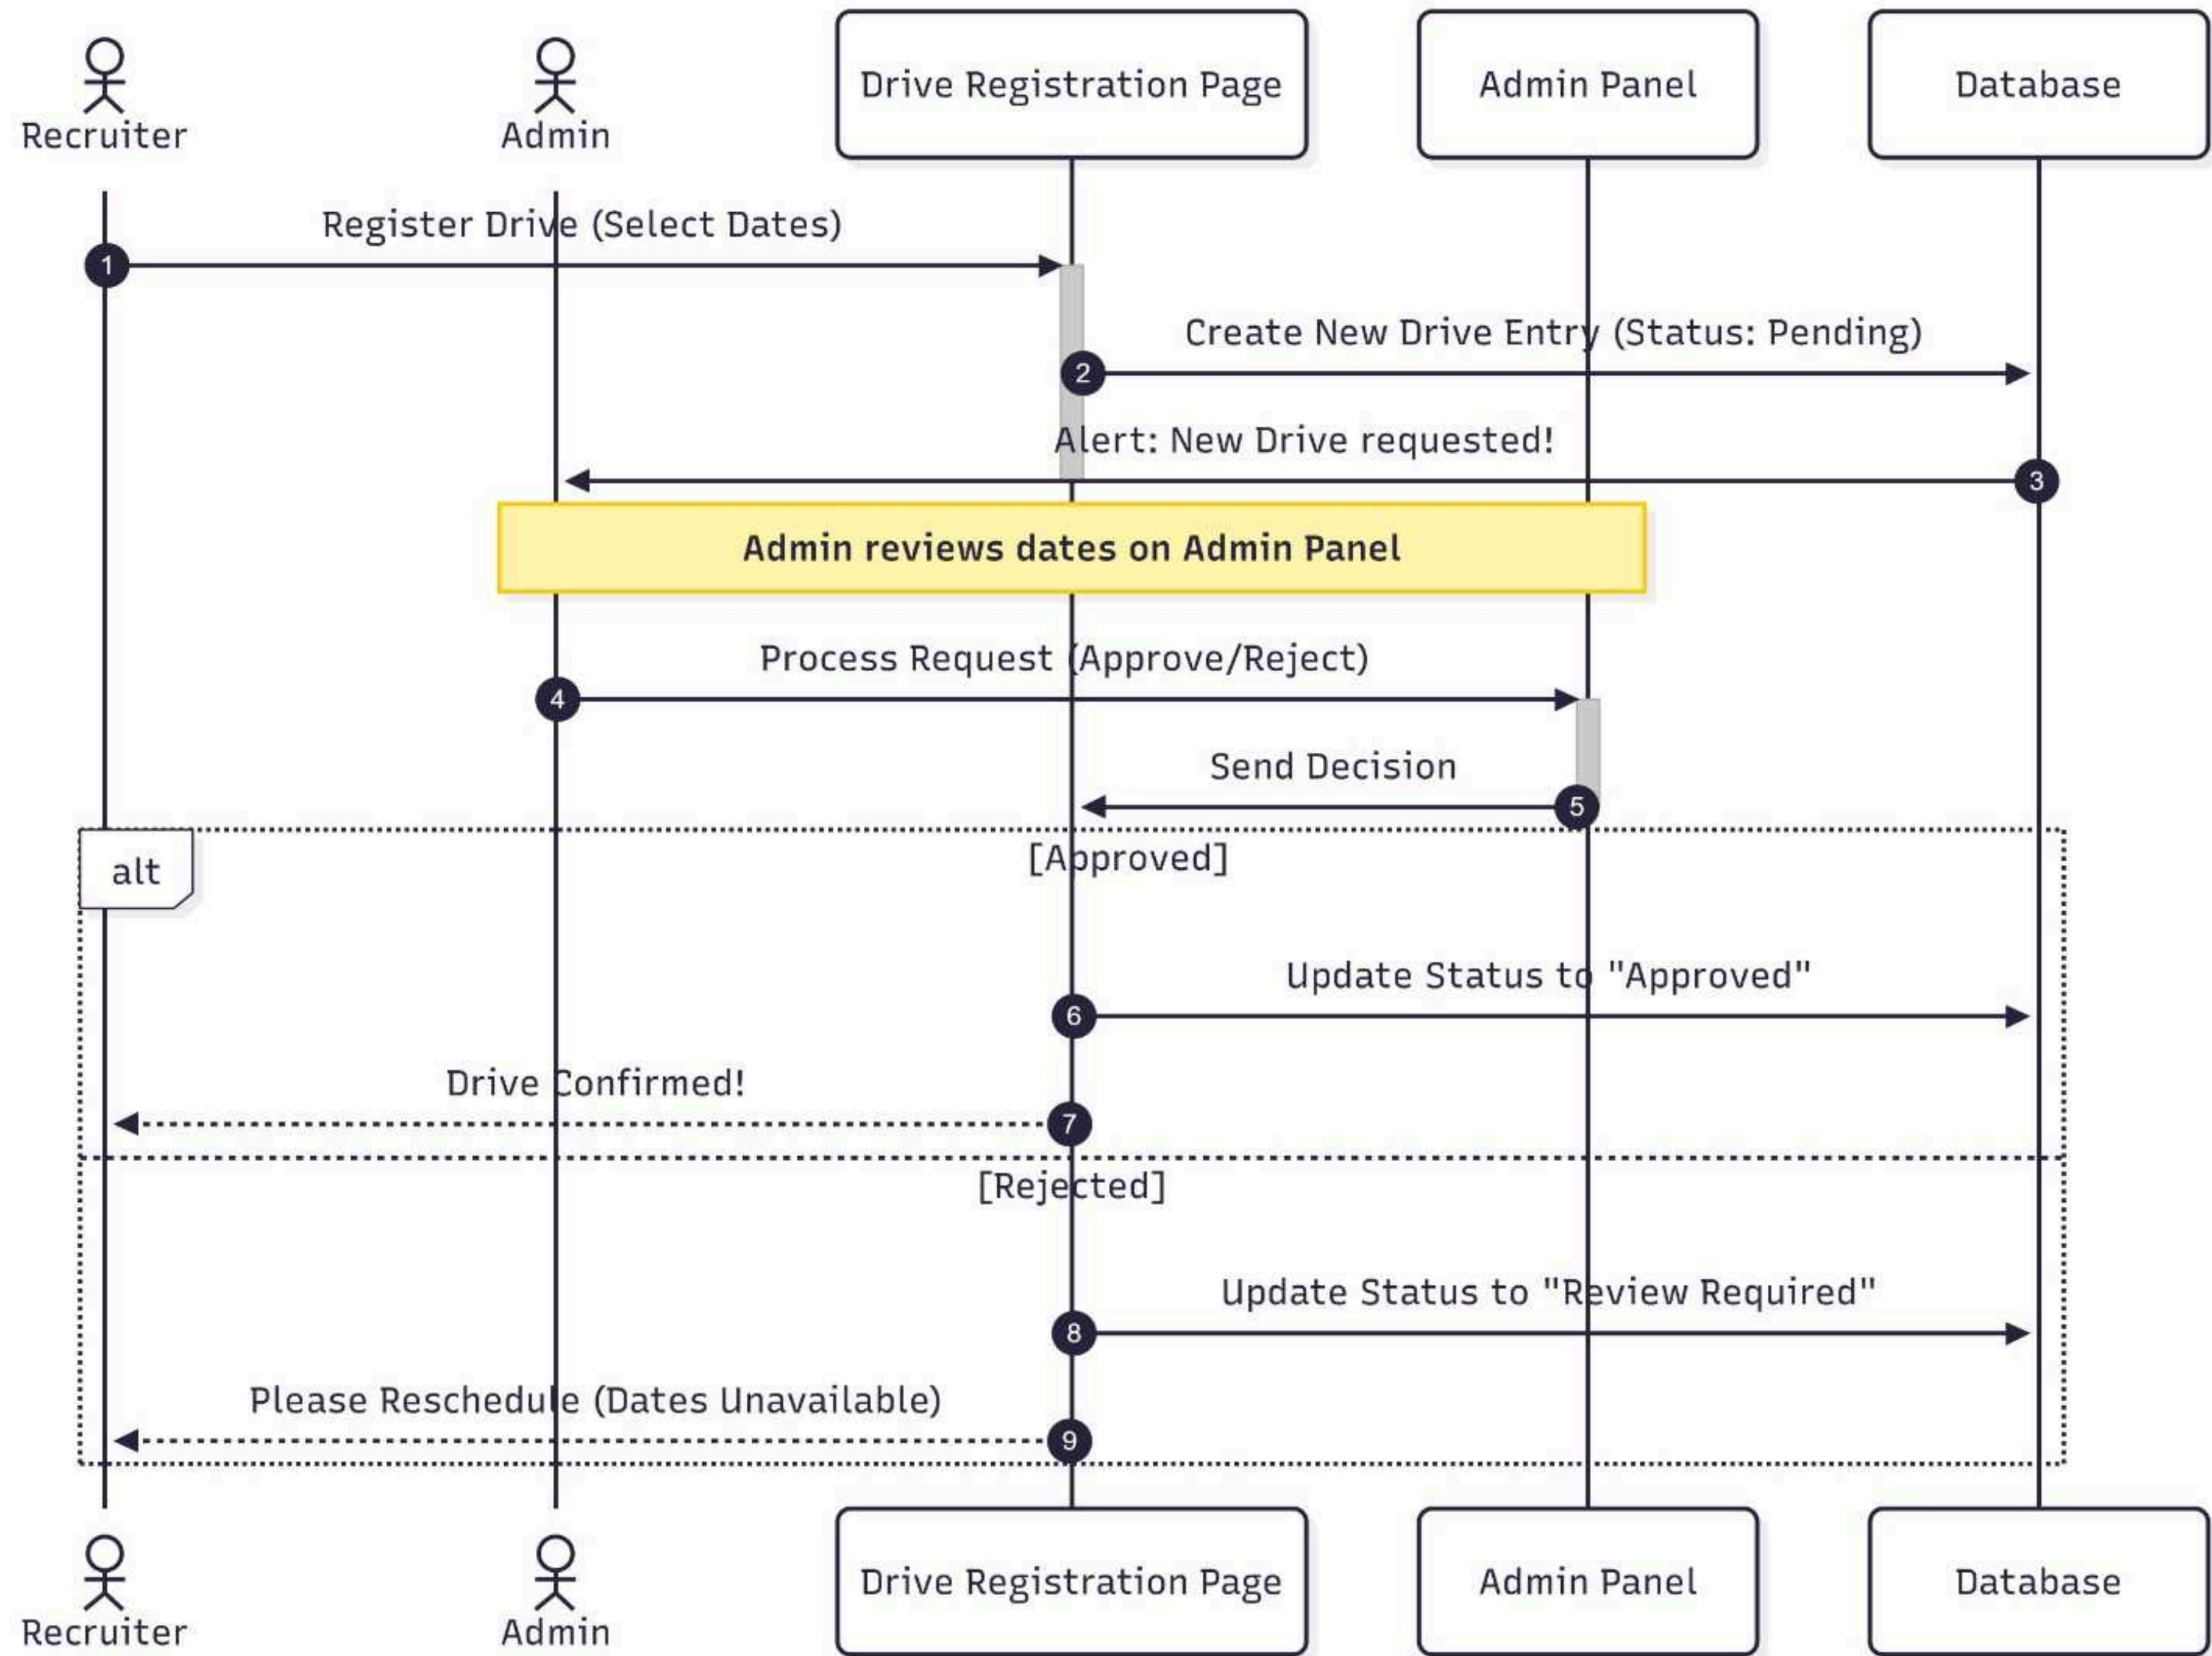 Recruiter
Admin
Drive Registration Page
Admin Panel
Database
Register Drive (Select Dates)
1
Create New Drive Entry (Status: Pending)
2
Alert: New Drive requested!
3
Admin reviews dates on Admin Panel
Process Request (Approve/Reject)
4
Send Decision
5
alt
[Approved]
Update Status to "Approved"
6
Drive Confirmed!
7
[Rejected]
Update Status to "Review Required"
8
Please Reschedule (Dates Unavailable)
9
Recruiter
Admin
Drive Registration Page
Admin Panel
Database